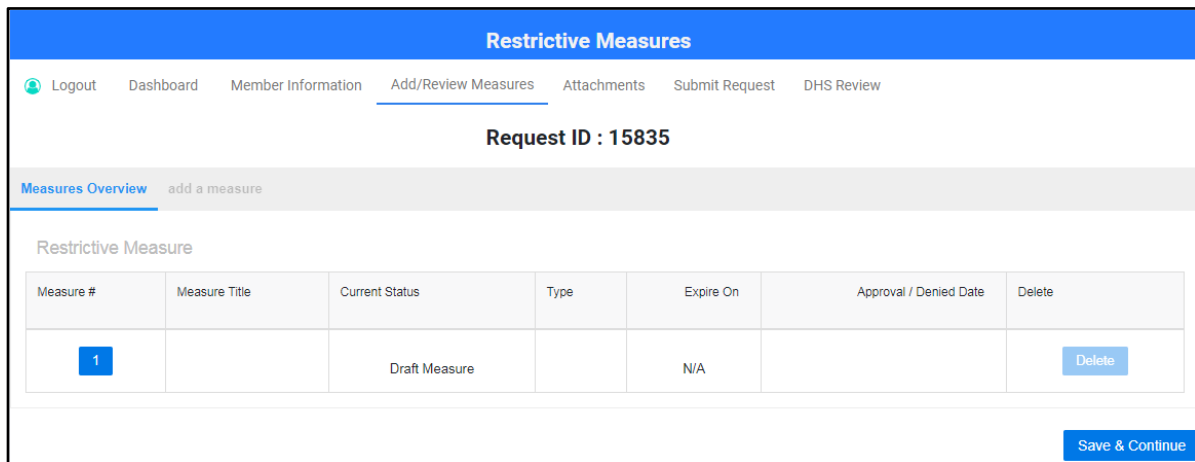 Restrictive Measures
Logout Dashboard Member Information Add/Review Measures Attachments Submit Request DHS Review
Request ID : 15835
Measures Overview add a measure
Restrictive Measure
Measure # Measure Title Current Status Type Expire On Approval / Denied Date Delete
1 Draft Measure N/A Delete
Save & Continue